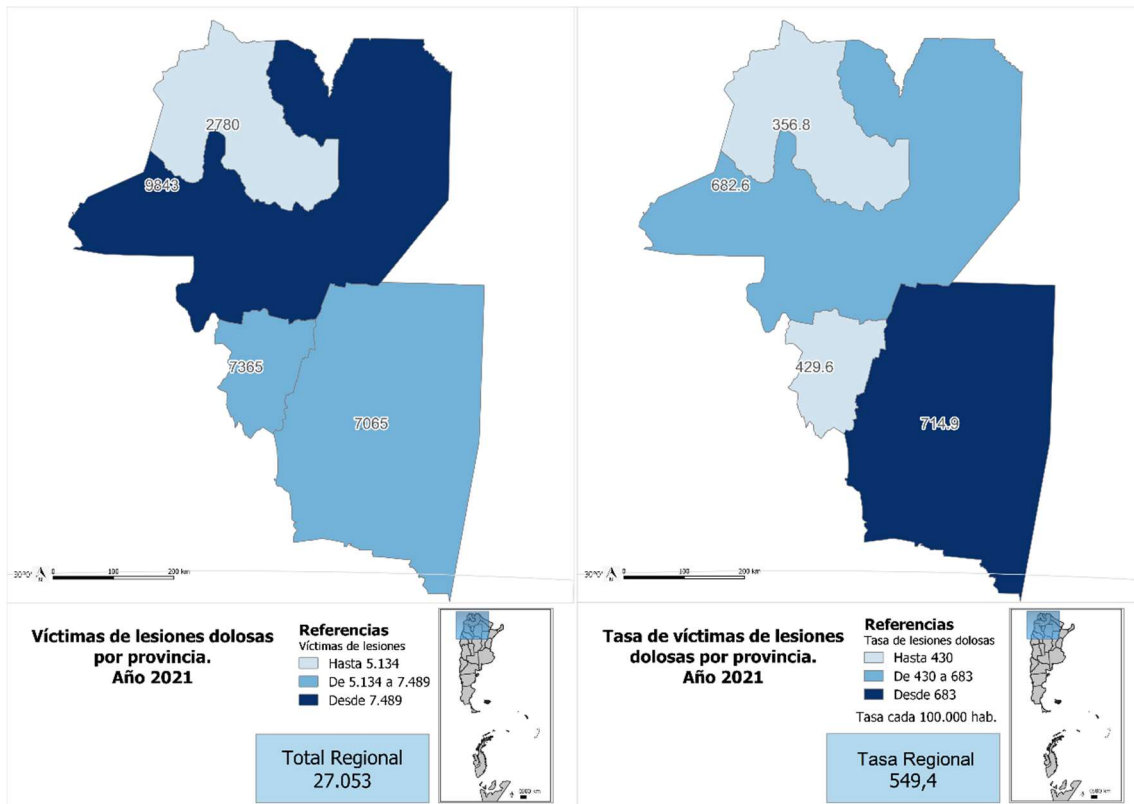 2780
9843
7365
7065
30°0'
N
0 100 200 km
Víctimas de lesiones dolosas
por provincia.
Año 2021
Referencias
Víctimas de lesiones
Hasta 5.134
De 5.134 a 7.489
Desde 7.489
Total Regional
27.053
356.8
682.6
429.6
714.9
30°0'
N
0 100 200 km
Tasa de víctimas de lesiones
dolosas por provincia.
Año 2021
Referencias
Tasa de lesiones dolosas
Hasta 430
De 430 a 683
Desde 683
Tasa cada 100.000 hab.
Tasa Regional
549,4